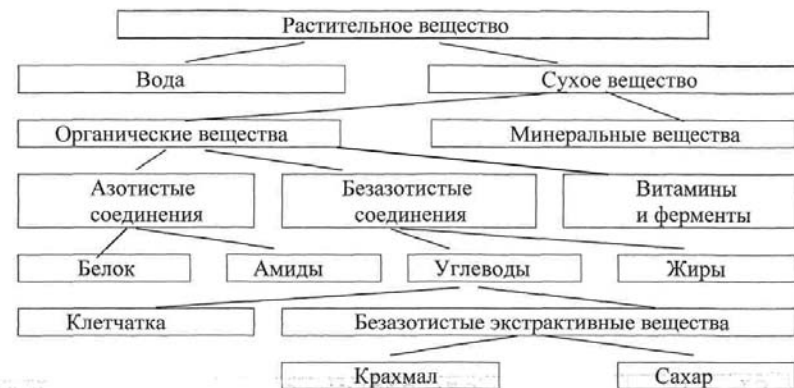 Растительное вещество
Вода
Сухое вещество
Органические вещества
Минеральные вещества
Азотистые
соединения
Безазотистые
соединения
Витамины
и ферменты
Белок
Амиды
Углеводы
Жиры
Клетчатка
Безазотистые экстрактивные вещества
Крахмал
Сахар